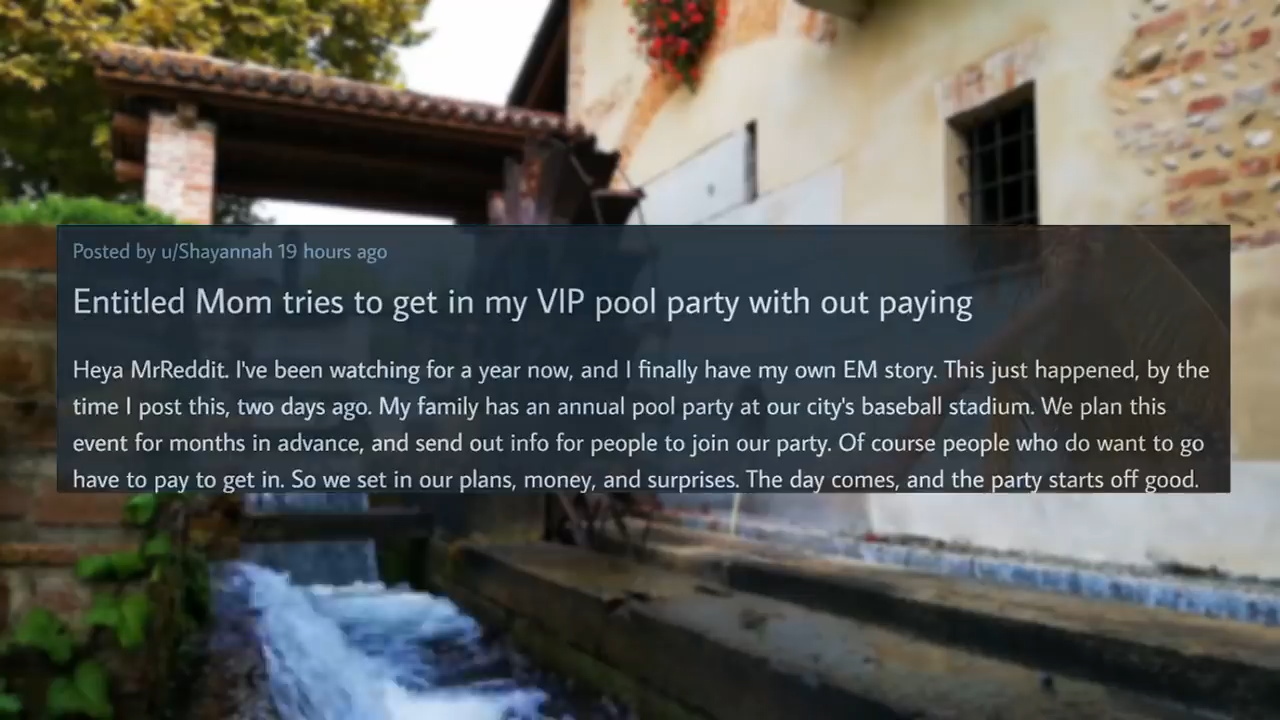 Posted by u/Shayannah 19 hours ago
Entitled Mom tries to get in my VIP pool party with out paying
Heya MrReddit. I've been watching for a year now, and I finally have my own EM story. This just happened, by the
time I post this, two days ago. My family has an annual pool party at our city's baseball stadium. We plan this
event for months in advance, and send out info for people to join our party. Of course people who do want to go
have to pay to get in. So we set in our plans, money, and surprises. The day comes, and the party starts off good.